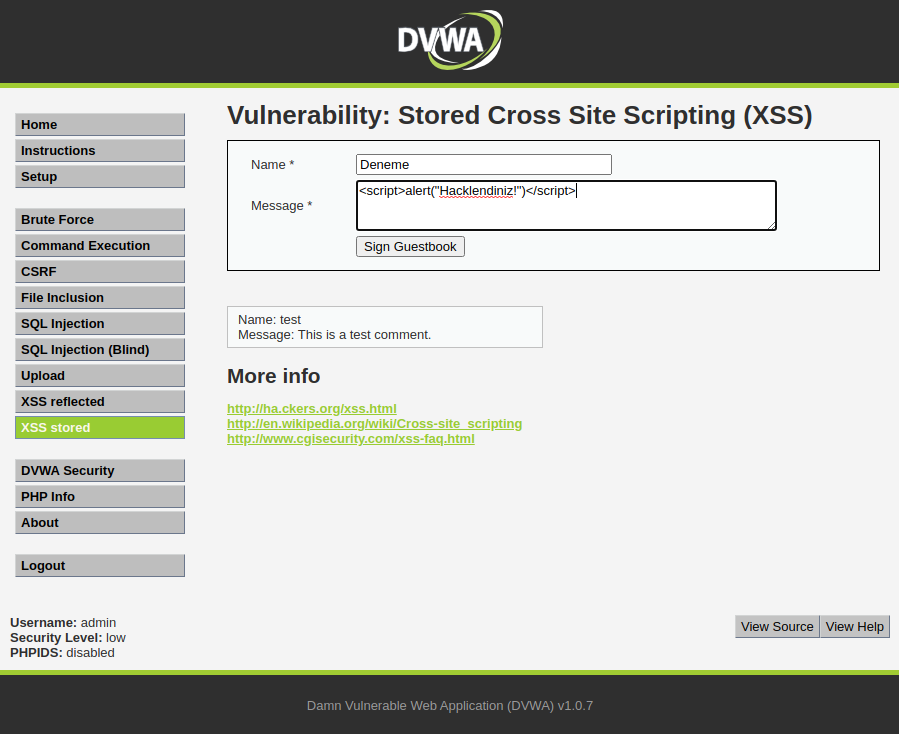 DVWA
Vulnerability: Stored Cross Site Scripting (XSS)
Home
Instructions
Setup
Brute Force
Command Execution
CSRF
File Inclusion
SQL Injection
SQL Injection (Blind)
Upload
XSS reflected
XSS stored
DVWA Security
PHP Info
About
Logout
Name *
Deneme
Message *
<script>alert("Hacklendiniz!")</script>
Sign Guestbook
Name: test
Message: This is a test comment.
More info
http://ha.ckers.org/xss.html
http://en.wikipedia.org/wiki/Cross-site_scripting
http://www.cgisecurity.com/xss-faq.html
Username: admin
Security Level: low
PHPIDS: disabled
View Source
View Help
Damn Vulnerable Web Application (DVWA) v1.0.7